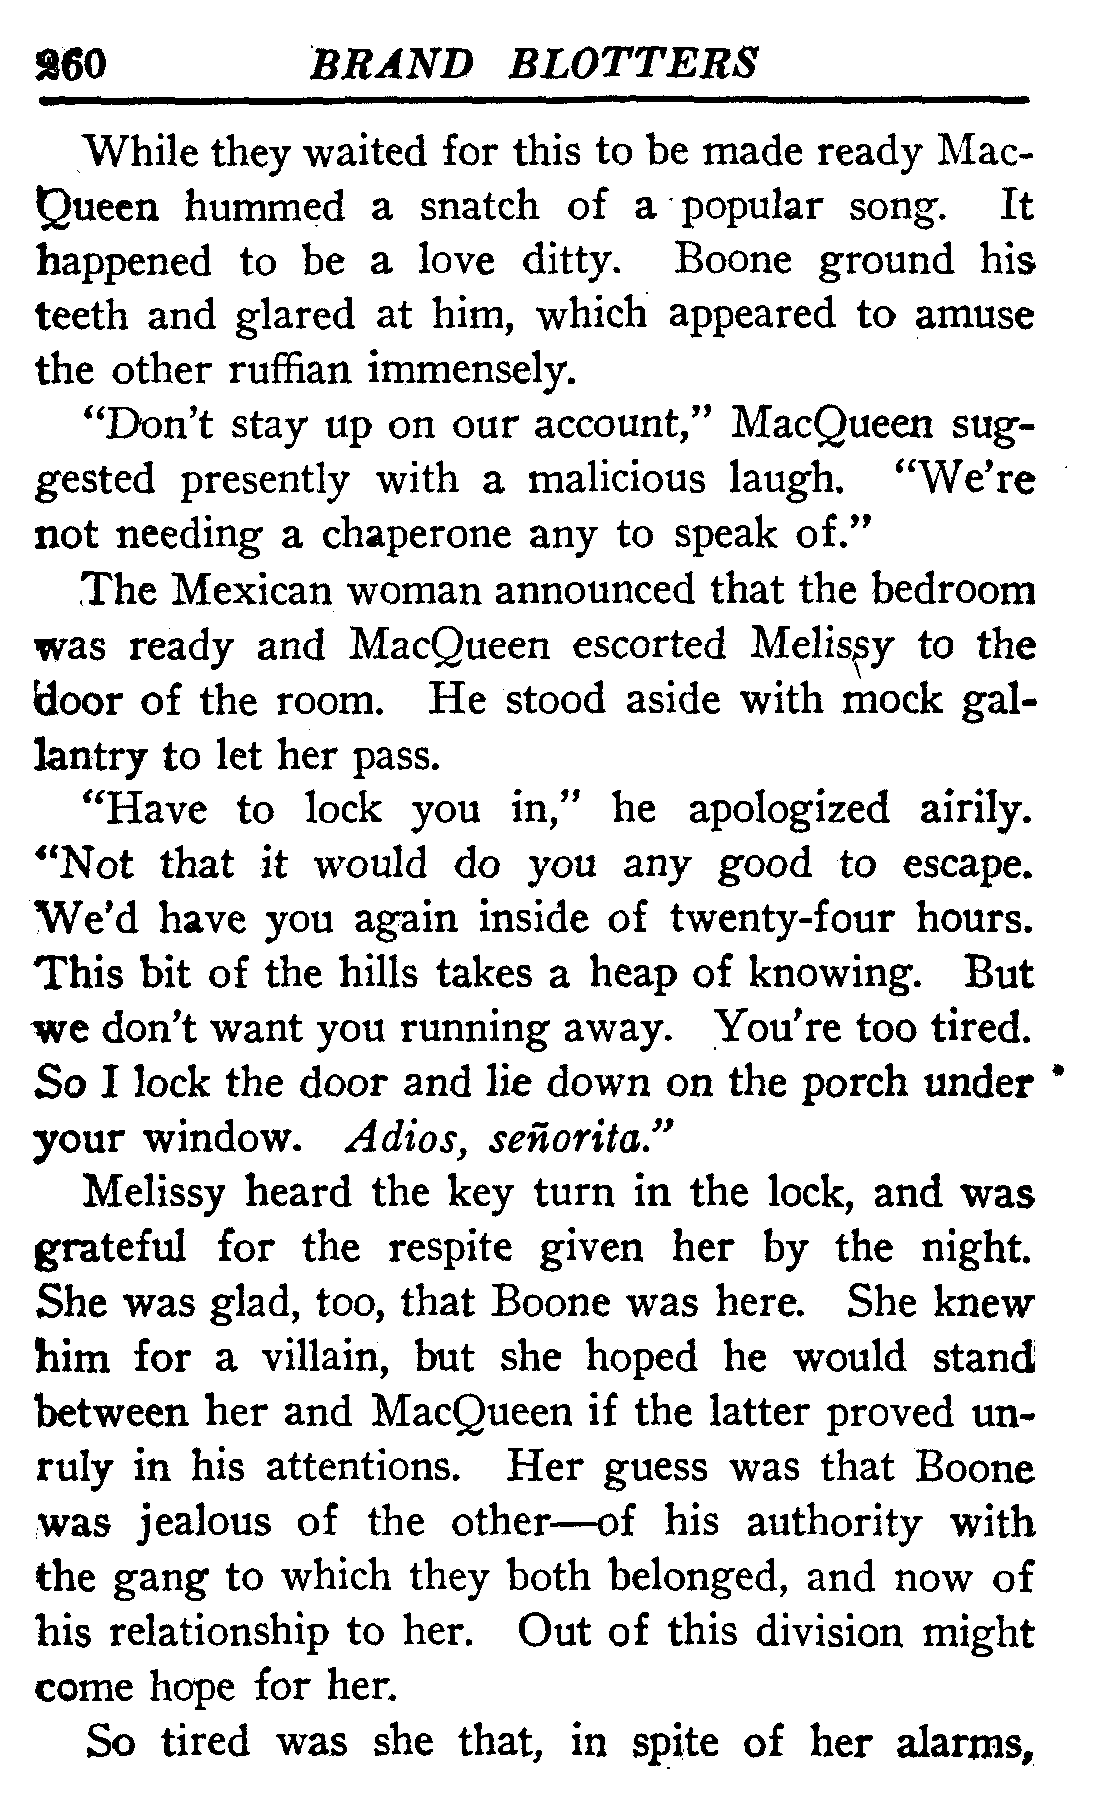 260 BRAND BLOTTERS
While they waited for this to be made ready Mac-
Queen hummed a snatch of a popular song. It
happened to be a love ditty. Boone ground his
teeth and glared at him, which appeared to amuse
the other ruffian immensely.
“Don’t stay up on our account,” MacQueen sug-
gested presently with a malicious laugh. “We’re
not needing a chaperone any to speak of.”
The Mexican woman announced that the bedroom
was ready and MacQueen escorted Melissy to the
door of the room. He stood aside with mock gal-
lantry to let her pass.
“Have to lock you in,” he apologized airily.
“Not that it would do you any good to escape.
We’d have you again inside of twenty-four hours.
This bit of the hills takes a heap of knowing. But
we don’t want you running away. You’re too tired.
So I lock the door and lie down on the porch under
your window. Adios, señorita.”
Melissy heard the key turn in the lock, and was
grateful for the respite given her by the night.
She was glad, too, that Boone was here. She knew
him for a villain, but she hoped he would stand
between her and MacQueen if the latter proved un-
ruly in his attentions. Her guess was that Boone
was jealous of the other—of his authority with
the gang to which they both belonged, and now of
his relationship to her. Out of this division might
come hope for her.
So tired was she that, in spite of her alarms,